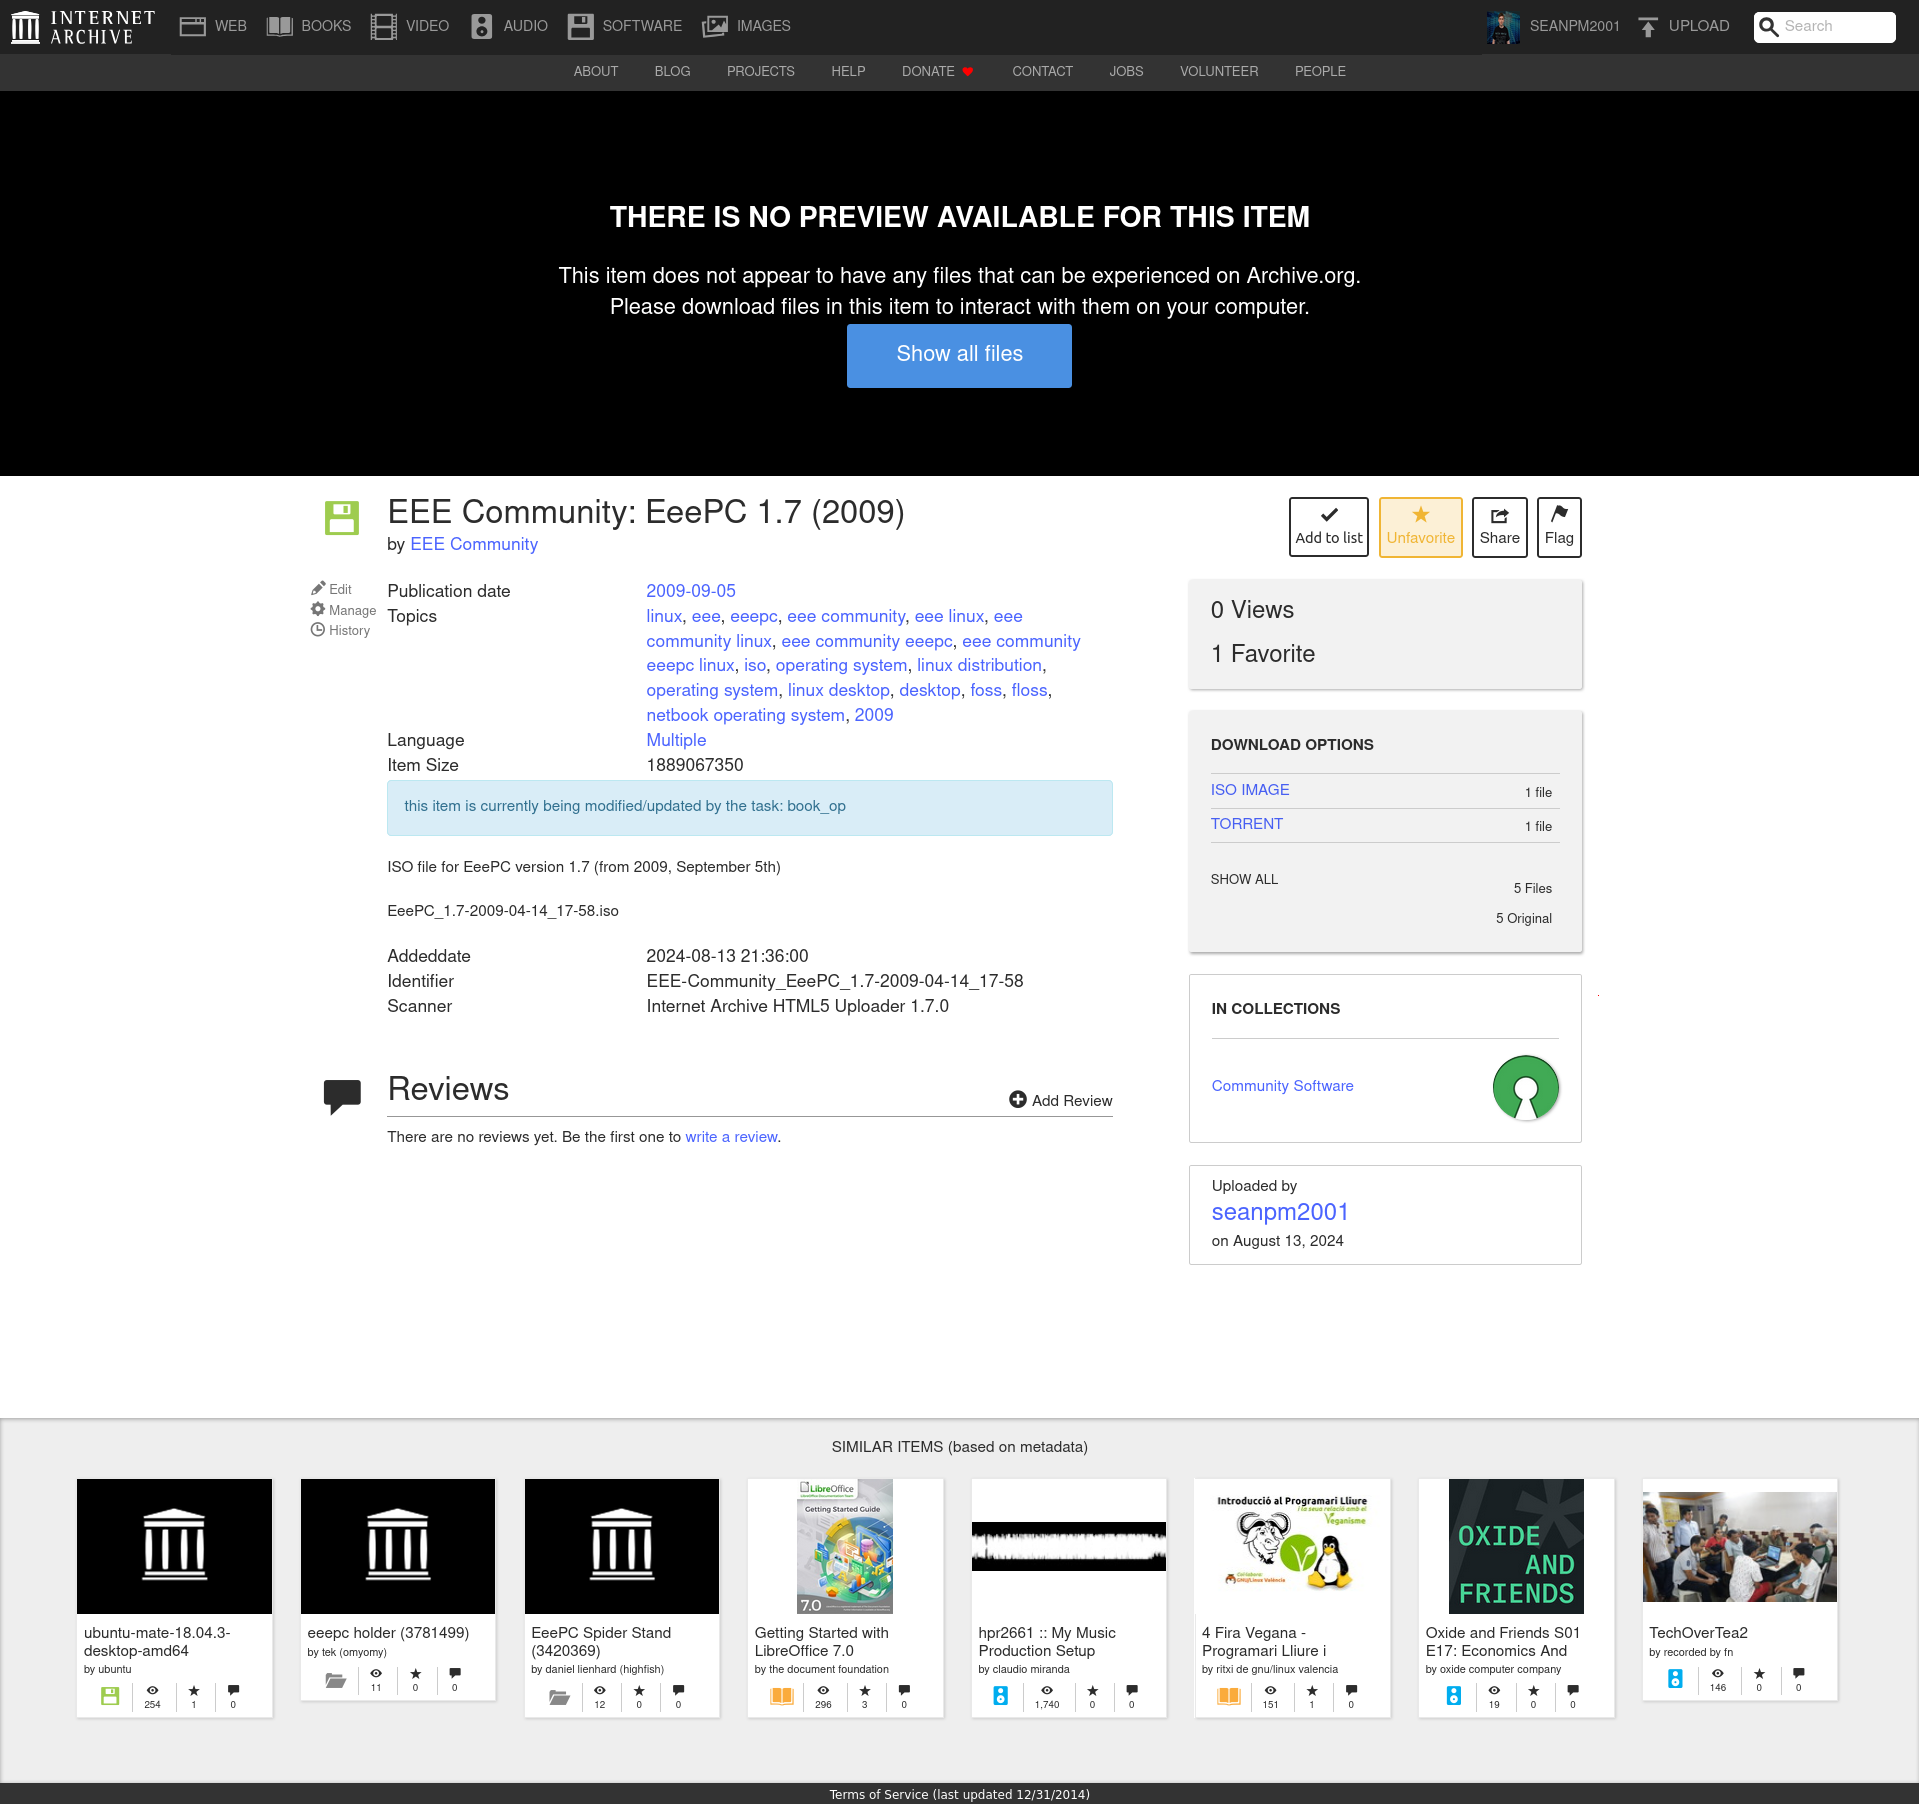 INTERNET
ARCHIVE
WEB
BOOKS
VIDEO
AUDIO
SOFTWARE
IMAGES
SEANPM2001
UPLOAD
Search
ABOUT
BLOG
PROJECTS
HELP
DONATE
CONTACT
JOBS
VOLUNTEER
PEOPLE
THERE IS NO PREVIEW AVAILABLE FOR THIS ITEM
This item does not appear to have any files that can be experienced on Archive.org.
Please download files in this item to interact with them on your computer.
Show all files
EEE Community: EeePC 1.7 (2009)
by EEE Community
Add to list
Unfavorite
Share
Flag
Edit
Manage
History
Publication date 2009-09-05
Topics linux, eee, eeepc, eee community, eee linux, eee
community linux, eee community eeepc, eee community
eeepc linux, iso, operating system, linux distribution,
operating system, linux desktop, desktop, foss, floss,
netbook operating system, 2009
Language Multiple
Item Size 1889067350
this item is currently being modified/updated by the task: book_op
ISO file for EeePC version 1.7 (from 2009, September 5th)
EeePC_1.7-2009-04-14_17-58.iso
Addeddate 2024-08-13 21:36:00
Identifier EEE-Community_EeePC_1.7-2009-04-14_17-58
Scanner Internet Archive HTML5 Uploader 1.7.0
Reviews
Add Review
There are no reviews yet. Be the first one to write a review.
0 Views
1 Favorite
DOWNLOAD OPTIONS
ISO IMAGE 1 file
TORRENT 1 file
SHOW ALL 5 Files
5 Original
IN COLLECTIONS
Community Software
Uploaded by
seanpm2001
on August 13, 2024
SIMILAR ITEMS (based on metadata)
ubuntu-mate-18.04.3-
desktop-amd64
by ubuntu
254 1 0
eeepc holder (3781499)
by tek (omyomy)
11 0 0
EeePC Spider Stand
(3420369)
by daniel lienhard (highfish)
12 0 0
LibreOffice
Getting Started Guide
7.0
Getting Started with
LibreOffice 7.0
by the document foundation
296 3 0
hpr2661 :: My Music
Production Setup
by claudio miranda
1,740 0 0
Introducció al Programari Lliure
i la seua relació amb el
Veganisme
Col·labora:
GNU/Linux València
4 Fira Vegana -
Programari Lliure i
by ritxi de gnu/linux valencia
151 1 0
OXIDE
AND
FRIENDS
Oxide and Friends S01
E17: Economics And
by oxide computer company
19 0 0
TechOverTea2
by recorded by fn
146 0 0
Terms of Service (last updated 12/31/2014)